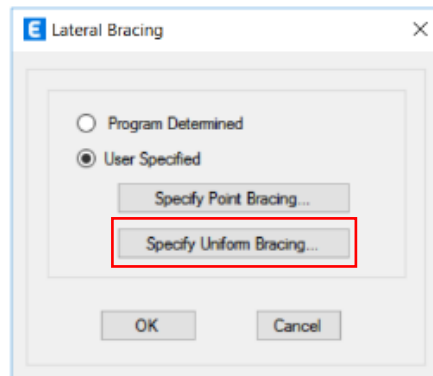 E Lateral Bracing
Program Determined
User Specified
Specify Point Bracing...
Specify Uniform Bracing...
OK Cancel